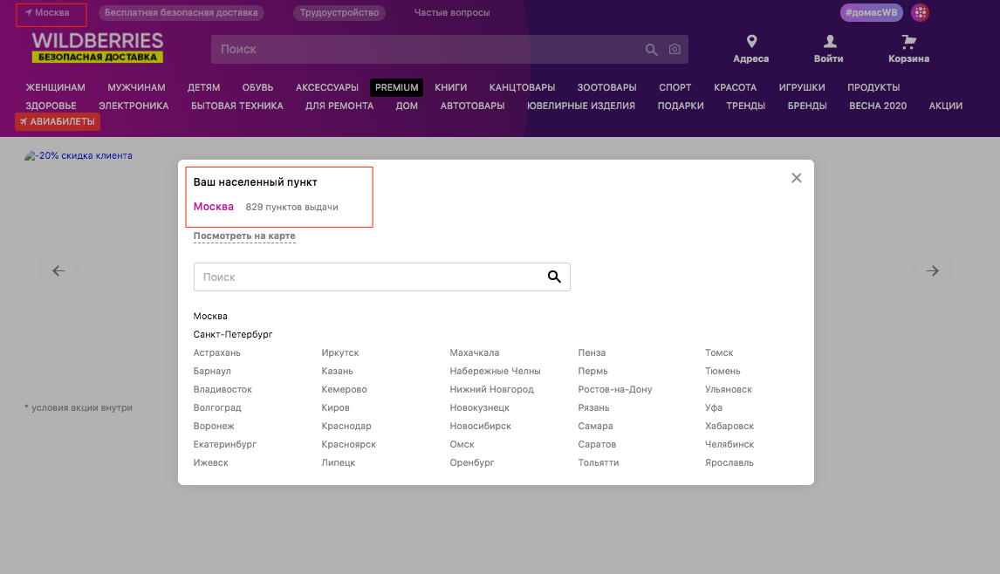 Москва Бесплатная безопасная доставка Трудоустройство Частые вопросы #домасWB
WILDBERRIES
БЕЗОПАСНАЯ ДОСТАВКА
Поиск
Адреса Войти Корзина
ЖЕНЩИНАМ МУЖЧИНАМ ДЕТЯМ ОБУВЬ АКСЕССУАРЫ PREMIUM КНИГИ КАНЦТОВАРЫ ЗООТОВАРЫ СПОРТ КРАСОТА ИГРУШКИ ПРОДУКТЫ
ЗДОРОВЬЕ ЭЛЕКТРОНИКА БЫТОВАЯ ТЕХНИКА ДЛЯ РЕМОНТА ДОМ АВТОТОВАРЫ ЮВЕЛИРНЫЕ ИЗДЕЛИЯ ПОДАРКИ ТРЕНДЫ БРЕНДЫ ВЕСНА 2020 АКЦИИ
АВИАБИЛЕТЫ
-20% скидка клиента
Ваш населенный пункт
Москва 829 пунктов выдачи
Посмотреть на карте
Поиск
Москва
Санкт-Петербург
Астрахань Иркутск Махачкала Пенза Томск
Барнаул Казань Набережные Челны Пермь Тюмень
Владивосток Кемерово Нижний Новгород Ростов-на-Дону Ульяновск
Волгоград Киров Новокузнецк Рязань Уфа
Воронеж Краснодар Новосибирск Самара Хабаровск
Екатеринбург Красноярск Омск Саратов Челябинск
Ижевск Липецк Оренбург Тольятти Ярославль
* условия акции внутри